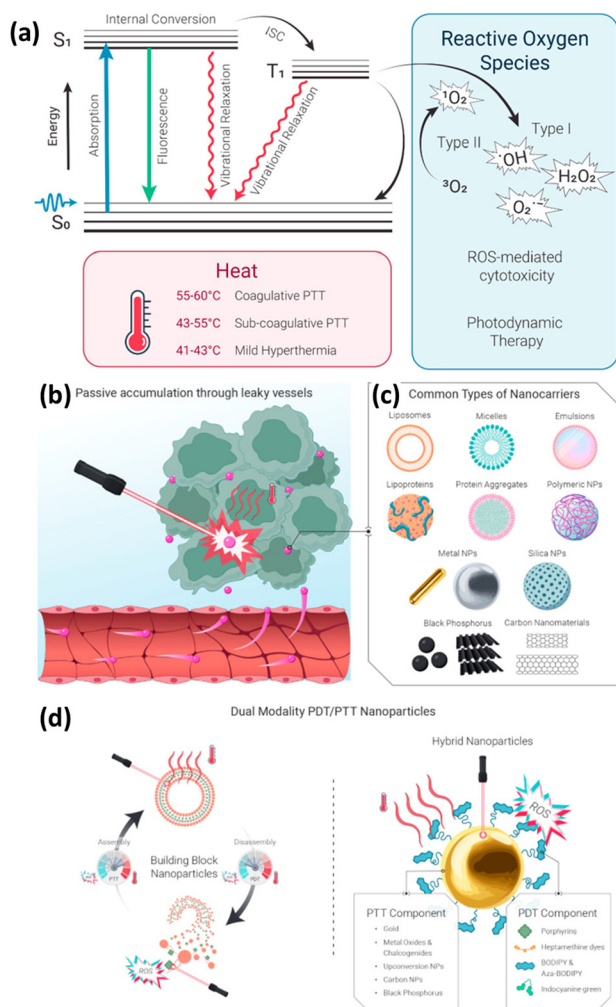 (a)
Internal Conversion
S1
ISC
T1
Energy
Absorption
Fluorescence
Vibrational Relaxation
Vibrational Relaxation
S0
Reactive Oxygen
Species
¹O₂
Type II
Type I
·OH
H₂O₂
³O₂
O₂·⁻
ROS-mediated
cytotoxicity
Photodynamic
Therapy
Heat
55-60°C Coagulative PTT
43-55°C Sub-coagulative PTT
41-43°C Mild Hyperthermia
(b)
Passive accumulation through leaky vessels
(c)
Common Types of Nanocarriers
Liposomes Micelles Emulsions
Lipoproteins Protein Aggregates Polymeric NPs
Metal NPs Silica NPs
Black Phosphorus Carbon Nanomaterials
(d)
Dual Modality PDT/PTT Nanoparticles
Hybrid Nanoparticles
Assembly
Disassembly
PTT
Building Block
Nanoparticles
PDT
ROS
ROS
PTT Component
• Gold
• Metal Oxides &
Chalcogenides
• Upconversion NPs
• Carbon NPs
• Black Phosphorus
PDT Component
Porphyrins
Heptamethine dyes
BODIPY &
Aza-BODIPY
Indocyanine green